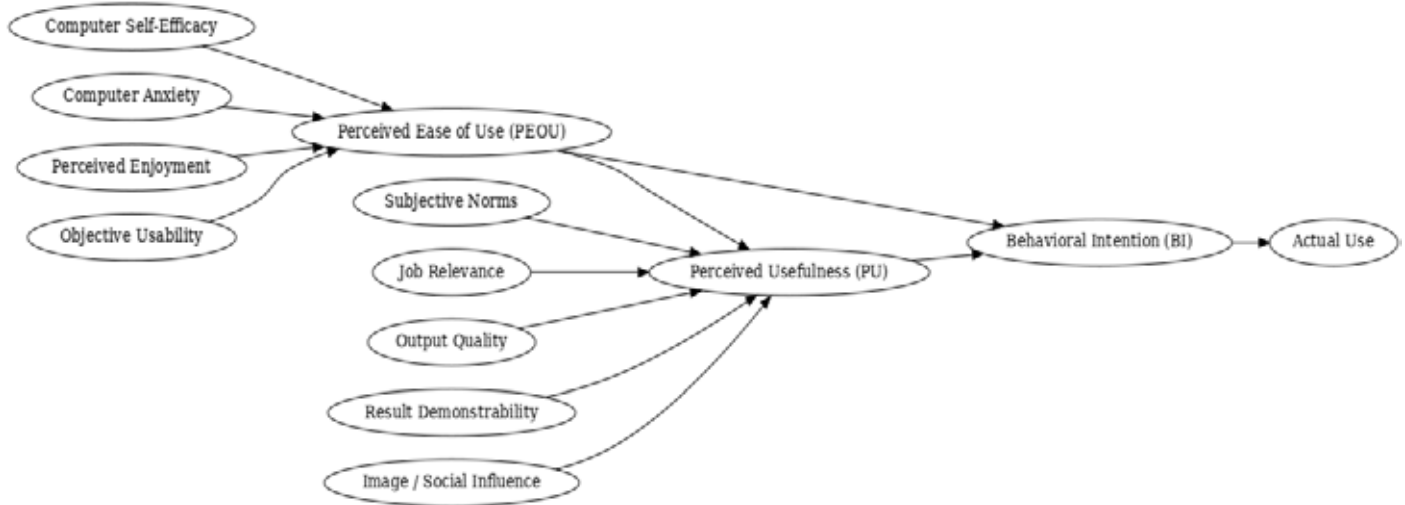 Computer Self-Efficacy
Computer Anxiety
Perceived Ease of Use (PEOU)
Perceived Enjoyment
Subjective Norms
Objective Usability
Behavioral Intention (BI)
Actual Use
Job Relevance
Perceived Usefulness (PU)
Output Quality
Result Demonstrability
Image / Social Influence